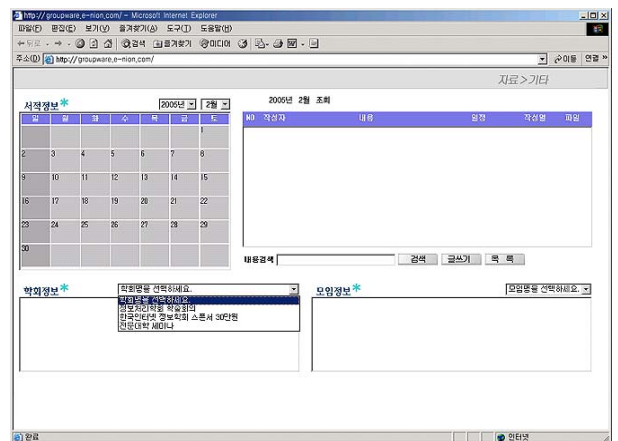 http://groupware.e-nion.com/ - Microsoft Internet Explorer
파일(F) 편집(E) 보기(V) 즐겨찾기(A) 도구(T) 도움말(H)
뒤로 검색 즐겨찾기 미디어
주소(D) http://groupware.e-nion.com/ 이동 연결 »
자료>기타
서적정보* 2005년 2월
2005년 2월 조회
일 월 화 수 목 금 토
NO 작성자 내용 일정 작성일 파일
1
2 3 4 5 6 7 8
9 10 11 12 13 14 15
16 17 18 19 20 21 22
23 24 25 26 27 28 29
30
내용검색 검색 글쓰기 목 록
학회정보* 학회명을 선택하세요.
모임정보* 모임명을 선택하세요.
학회명을 선택하세요.
정보처리학회 학술회의
한국인터넷 정보학회 스폰서 30만원
전문대학 세미나
완료 인터넷